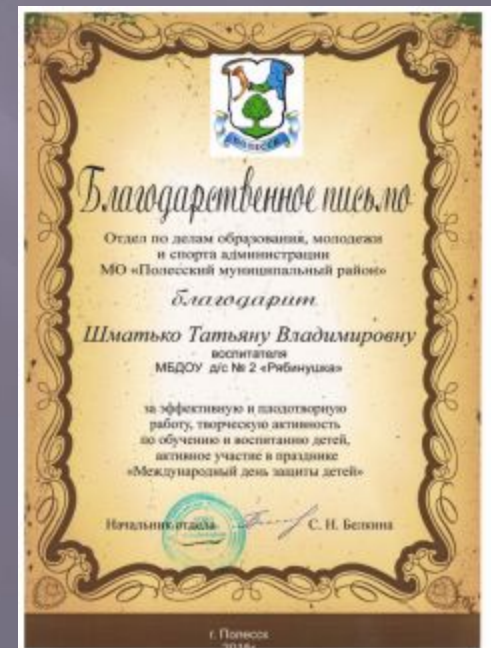 ПОЛЕССК
Благодарственное письмо
Отдел по делам образования, молодежи
и спорта администрации
МО «Полесский муниципальный район»
благодарит
Шматько Татьяну Владимировну
воспитателя
МБДОУ д/с № 2 «Рябинушка»
за эффективную и плодотворную
работу, творческую активность
по обучению и воспитанию детей,
активное участие в празднике
«Международный день защиты детей»
Начальник отдела С. Н. Белкина
г. Полесск